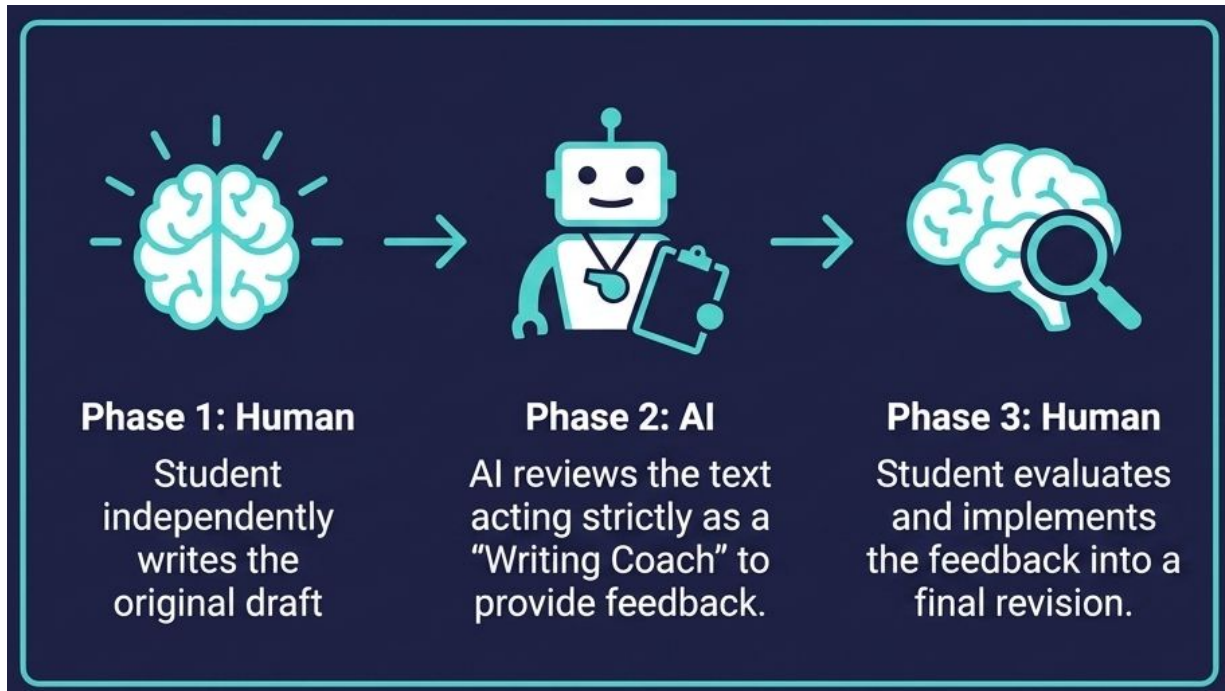 Phase 1: Human
Student
independently
writes the
original draft
Phase 2: AI
AI reviews the text
acting strictly as a
“Writing Coach” to
provide feedback.
Phase 3: Human
Student evaluates
and implements
the feedback into a
final revision.